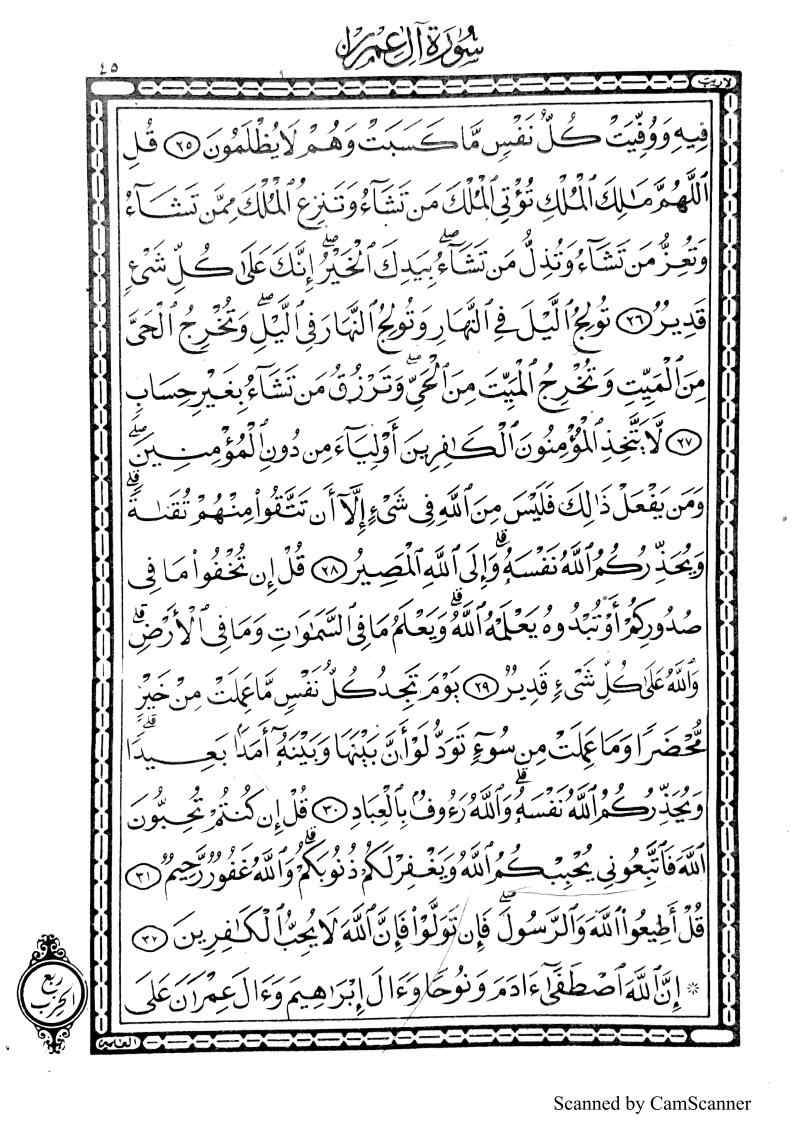 سُورَةُ آلِ عِمْرَان
٤٥
لا ريب
فِيهِ وَوُفِّيَتْ كُلُّ نَفْسٍ مَّا كَسَبَتْ وَهُمْ لَا يُظْلَمُونَ ٢٥ قُلِ
ٱللَّهُمَّ مَـٰلِكَ ٱلْمُلْكِ تُؤْتِى ٱلْمُلْكَ مَن تَشَآءُ وَتَنزِعُ ٱلْمُلْكَ مِمَّن تَشَآءُ
وَتُعِزُّ مَن تَشَآءُ وَتُذِلُّ مَن تَشَآءُۖ بِيَدِكَ ٱلْخَيْرُۖ إِنَّكَ عَلَىٰ كُلِّ شَىْءٍ
قَدِيرٌ ٢٦ تُولِجُ ٱلَّيْلَ فِى ٱلنَّهَارِ وَتُولِجُ ٱلنَّهَارَ فِى ٱلَّيْلِۖ وَتُخْرِجُ ٱلْحَىَّ
مِنَ ٱلْمَيِّتِ وَتُخْرِجُ ٱلْمَيِّتَ مِنَ ٱلْحَىِّۖ وَتَرْزُقُ مَن تَشَآءُ بِغَيْرِ حِسَابٍ
٢٧ لَّا يَتَّخِذِ ٱلْمُؤْمِنُونَ ٱلْكَـٰفِرِينَ أَوْلِيَآءَ مِن دُونِ ٱلْمُؤْمِنِينَۖ
وَمَن يَفْعَلْ ذَٰلِكَ فَلَيْسَ مِنَ ٱللَّهِ فِى شَىْءٍ إِلَّآ أَن تَتَّقُوا۟ مِنْهُمْ تُقَىٰةًۗ
وَيُحَذِّرُكُمُ ٱللَّهُ نَفْسَهُۥۗ وَإِلَى ٱللَّهِ ٱلْمَصِيرُ ٢٨ قُلْ إِن تُخْفُوا۟ مَا فِى
صُدُورِكُمْ أَوْ تُبْدُوهُ يَعْلَمْهُ ٱللَّهُۗ وَيَعْلَمُ مَا فِى ٱلسَّمَـٰوَٰتِ وَمَا فِى ٱلْأَرْضِۗ
وَٱللَّهُ عَلَىٰ كُلِّ شَىْءٍ قَدِيرٌ ٢٩ يَوْمَ تَجِدُ كُلُّ نَفْسٍ مَّا عَمِلَتْ مِنْ خَيْرٍ
مُّحْضَرًا وَمَا عَمِلَتْ مِن سُوٓءٍ تَوَدُّ لَوْ أَنَّ بَيْنَهَا وَبَيْنَهُۥٓ أَمَدًۢا بَعِيدًاۗ
وَيُحَذِّرُكُمُ ٱللَّهُ نَفْسَهُۥۗ وَٱللَّهُ رَءُوفٌۢ بِٱلْعِبَادِ ٣٠ قُلْ إِن كُنتُمْ تُحِبُّونَ
ٱللَّهَ فَٱتَّبِعُونِى يُحْبِبْكُمُ ٱللَّهُ وَيَغْفِرْ لَكُمْ ذُنُوبَكُمْۗ وَٱللَّهُ غَفُورٌ رَّحِيمٌ ٣١
قُلْ أَطِيعُوا۟ ٱللَّهَ وَٱلرَّسُولَۖ فَإِن تَوَلَّوْا۟ فَإِنَّ ٱللَّهَ لَا يُحِبُّ ٱلْكَـٰفِرِينَ ٣٢
۞ إِنَّ ٱللَّهَ ٱصْطَفَىٰٓ ءَادَمَ وَنُوحًا وَءَالَ إِبْرَٰهِيمَ وَءَالَ عِمْرَٰنَ عَلَى
ربع
الحزب
العالمين
Scanned by CamScanner